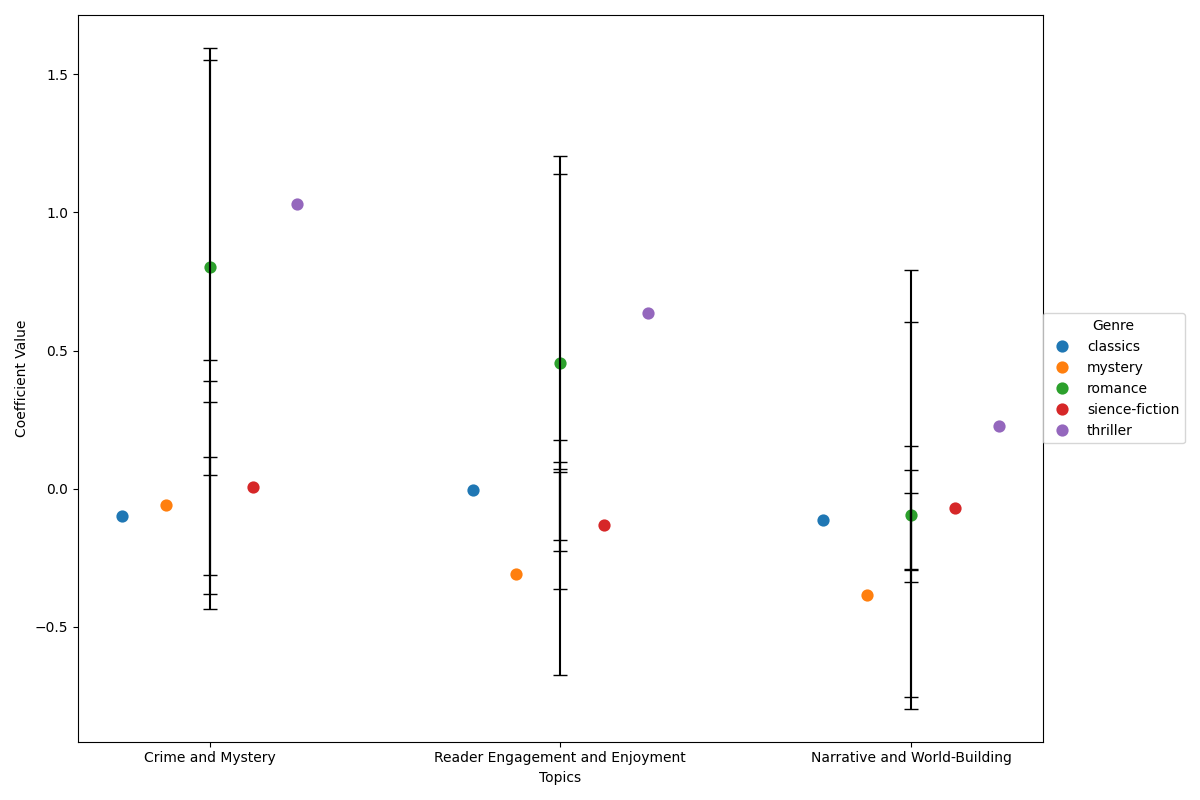 1.5
1.0
0.5
0.0
−0.5
Coefficient Value
Crime and Mystery
Reader Engagement and Enjoyment
Narrative and World-Building
Topics
Genre
classics
mystery
romance
sience-fiction
thriller